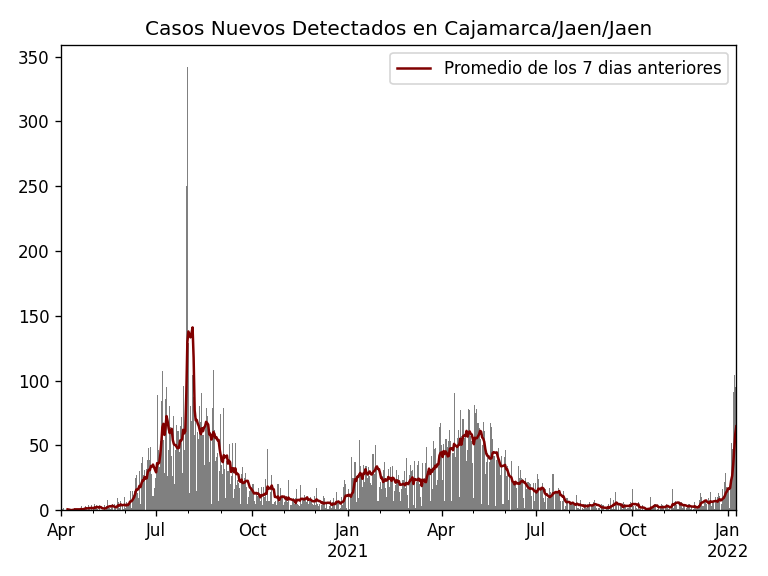 Casos Nuevos Detectados en Cajamarca/Jaen/Jaen
Promedio de los 7 dias anteriores
350
300
250
200
150
100
50
0
Apr
Jul
Oct
Jan
2021
Apr
Jul
Oct
Jan
2022